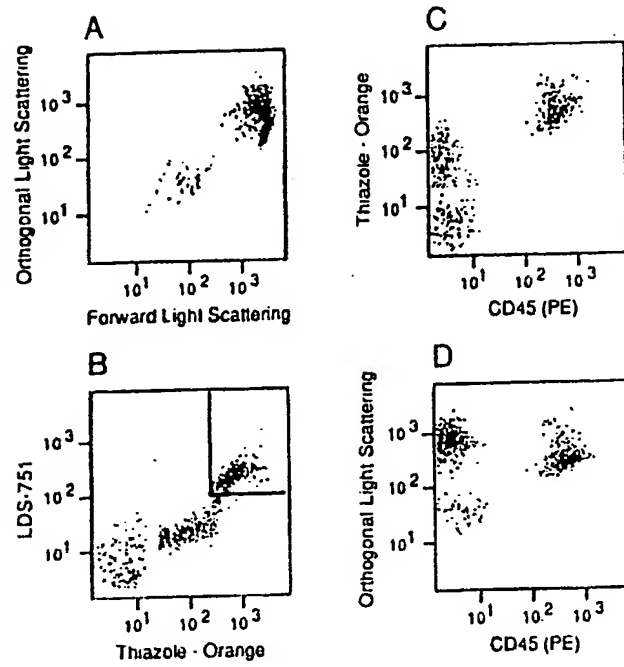 A
Orthogonal Light Scattering
10³
10²
10¹
10¹ 10² 10³
Forward Light Scattering
B
LDS-751
10³
10²
10¹
10¹ 10² 10³
Thiazole - Orange
C
Thiazole - Orange
10³
10²
10¹
10¹ 10² 10³
CD45 (PE)
D
Orthogonal Light Scattering
10³
10²
10¹
10¹ 10.² 10³
CD45 (PE)